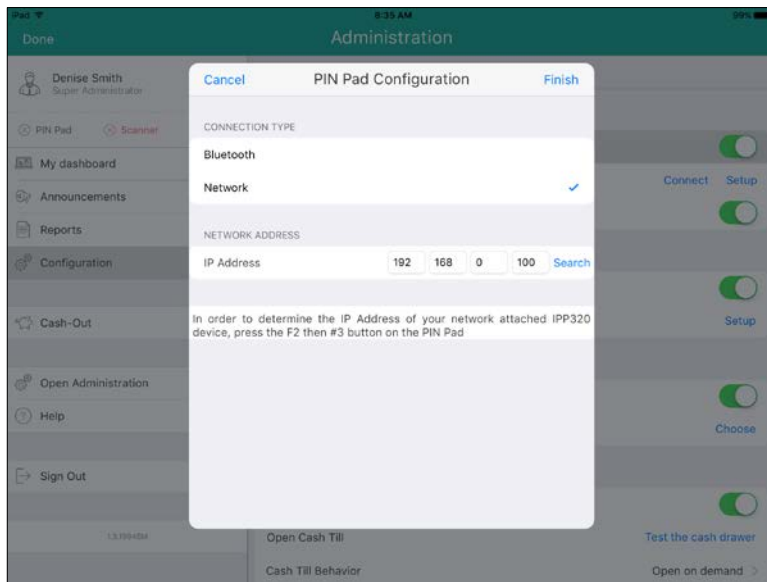 iPad
8:35 AM
99%
Done
Administration
Denise Smith
Super Administrator
PIN Pad
Scanner
My dashboard
Announcements
Reports
Configuration
Cash-Out
Open Administration
Help
Sign Out
Cancel
PIN Pad Configuration
Finish
CONNECTION TYPE
Bluetooth
Network
NETWORK ADDRESS
IP Address
192
168
0
100
Search
In order to determine the IP Address of your network attached IPP320
device, press the F2 then #3 button on the PIN Pad
Connect
Setup
Setup
Choose
Open Cash Till
Test the cash drawer
Cash Till Behavior
Open on demand